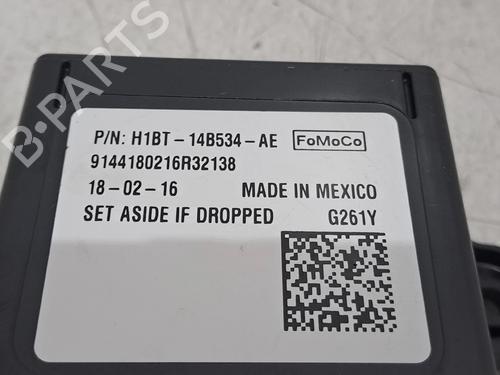 B-PARTS
P/N: H1BT-14B534-AE FoMoCo
9144180216R32138
18-02-16 MADE IN MEXICO
SET ASIDE IF DROPPED G261Y